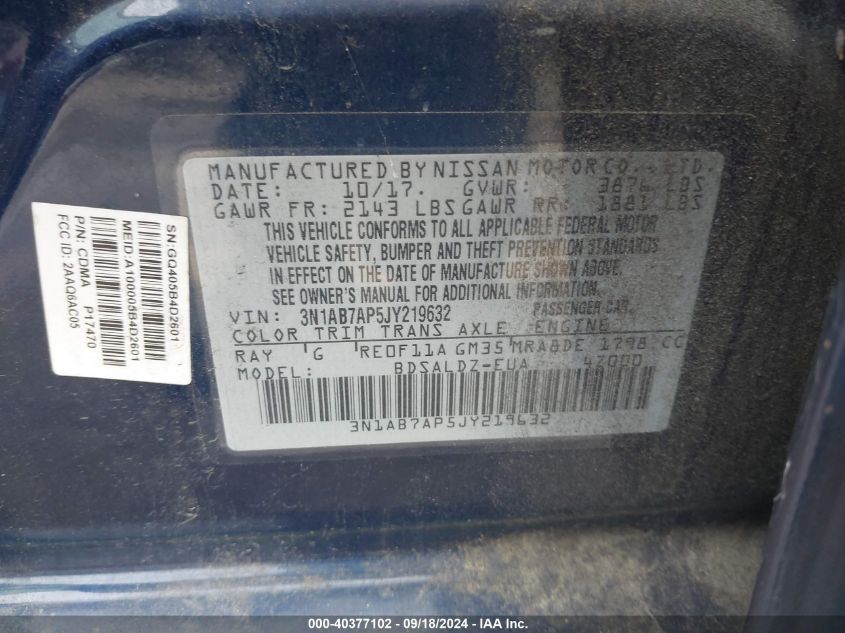 MANUFACTURED BY NISSAN MOTOR CO., LTD.
DATE: 10/17. GVWR: 3876 LBS
GAWR FR: 2143 LBS GAWR RR: 1881 LBS
THIS VEHICLE CONFORMS TO ALL APPLICABLE FEDERAL MOTOR
VEHICLE SAFETY, BUMPER AND THEFT PREVENTION STANDARDS
IN EFFECT ON THE DATE OF MANUFACTURE SHOWN ABOVE.
SEE OWNER'S MANUAL FOR ADDITIONAL INFORMATION.
VIN: 3N1AB7AP5JY219632 PASSENGER CAR
COLOR TRIM TRANS AXLE ENGINE
RAY G RE0F11A GM35 MRA8DE 1798 CC
MODEL: BDSALDZ-EUA 47000
3N1AB7AP5JY219632
SN:GQ405B4D2601
MEID:A100005B4D2601
P/N: CDMA P17470
FCC ID: 2AAQ6AC05
000-40377102 - 09/18/2024 - IAA, Inc.